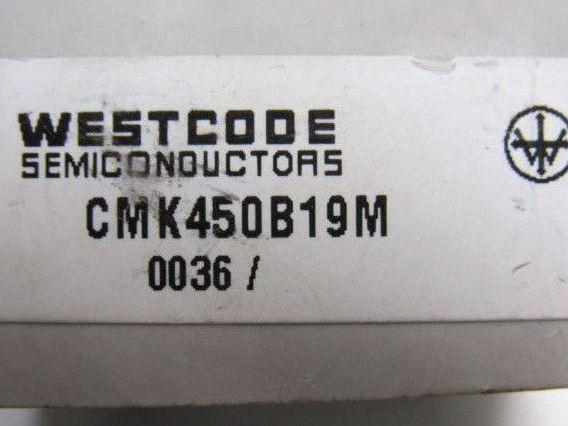 WESTCODE
SEMICONDUCTORS
CMK450B19M
0036 /